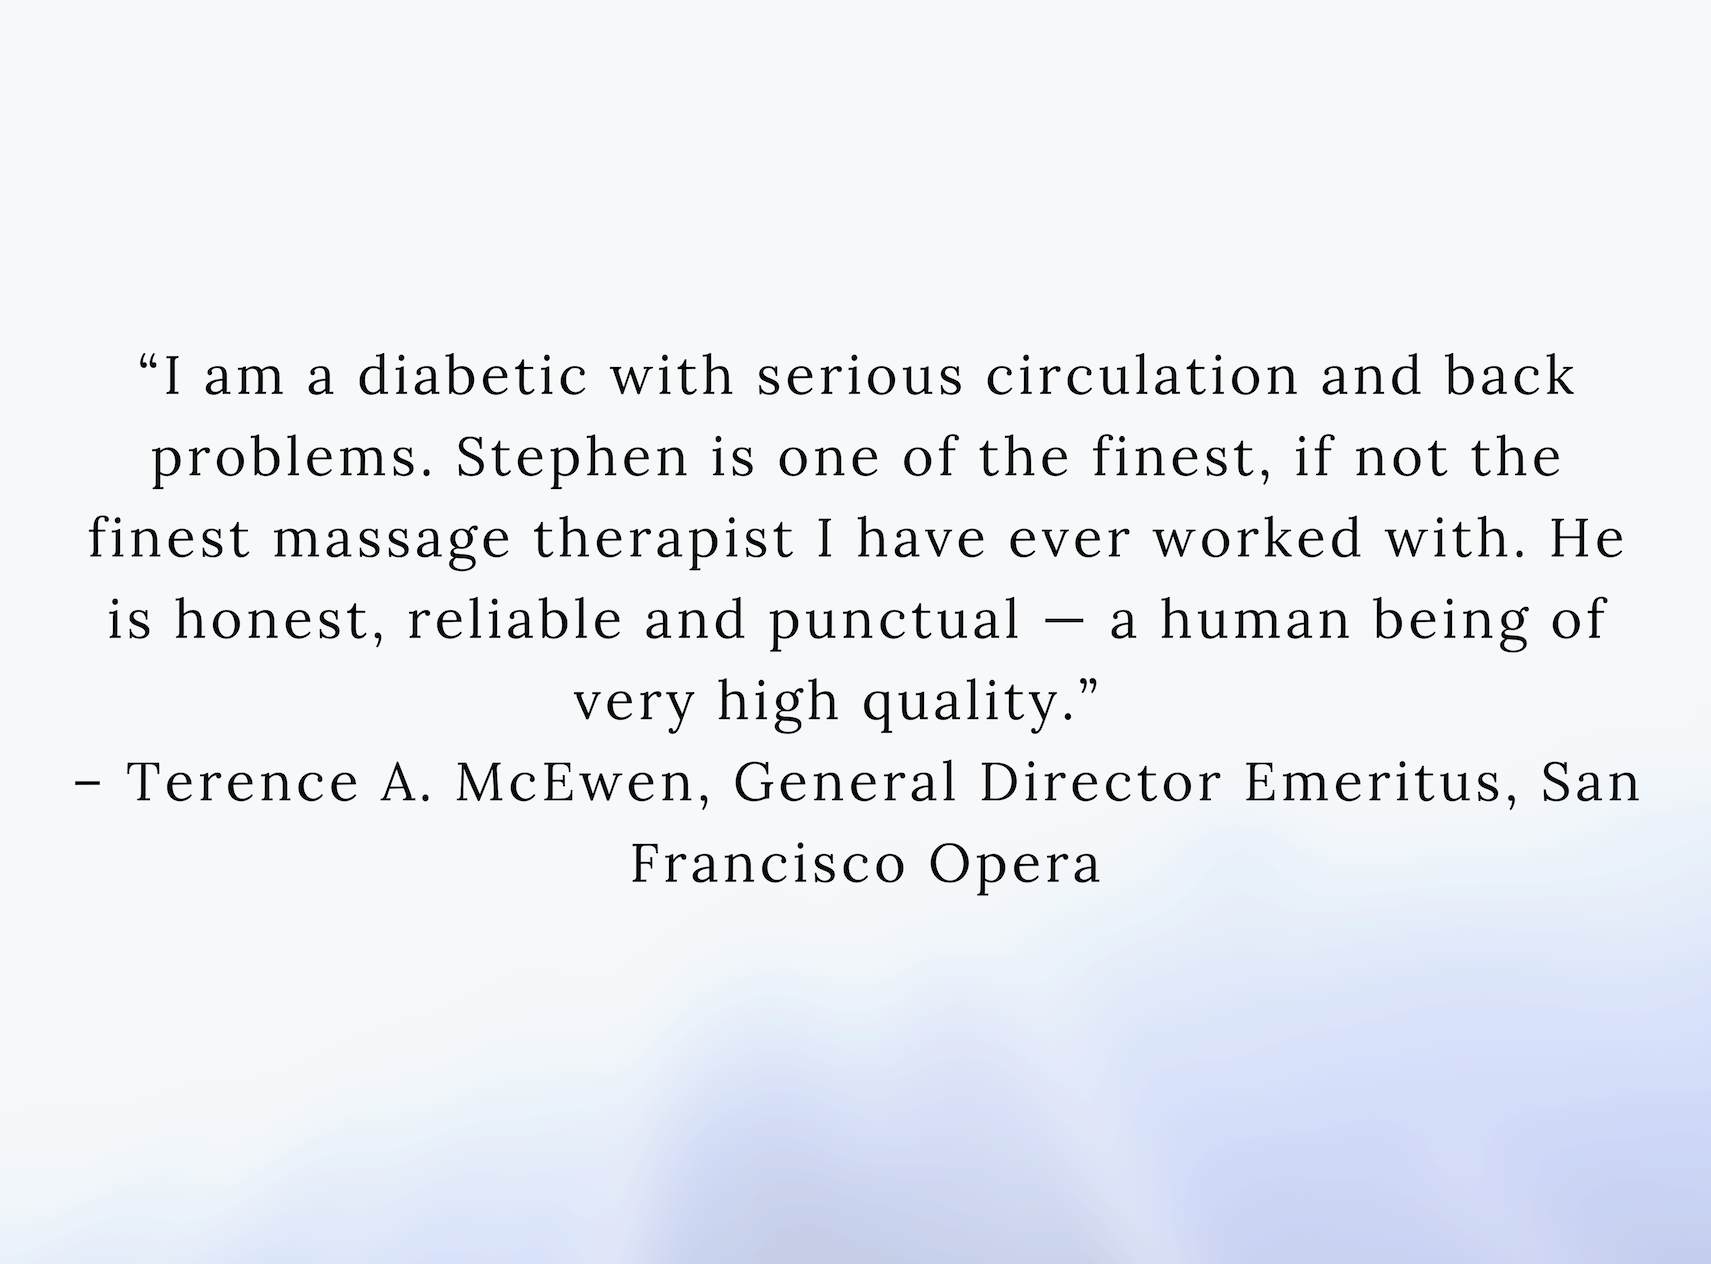 “I am a diabetic with serious circulation and back
problems. Stephen is one of the finest, if not the
finest massage therapist I have ever worked with. He
is honest, reliable and punctual — a human being of
very high quality.”
– Terence A. McEwen, General Director Emeritus, San
Francisco Opera